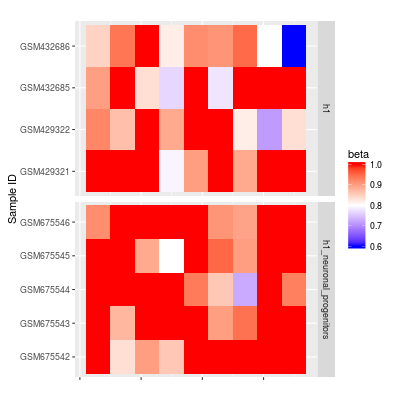 Sample ID
GSM432686
GSM432685
GSM429322
GSM429321
h1
GSM675546
GSM675545
GSM675544
GSM675543
GSM675542
h1_neuronal_progenitors
beta
1.0
0.9
0.8
0.7
0.6